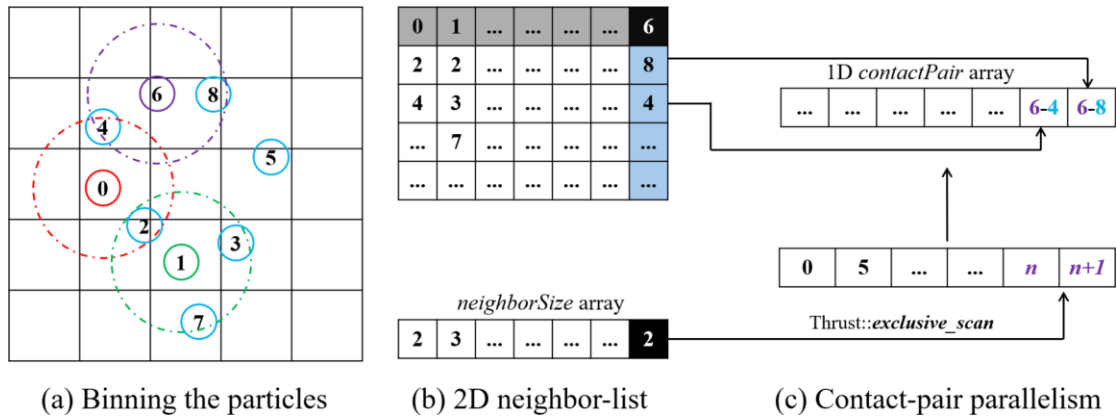 6
8
4
5
0
2
3
1
7
(a) Binning the particles
0 1 ... ... ... ... 6
2 2 ... ... ... ... 8
4 3 ... ... ... ... 4
... 7 ... ... ... ... ...
... ... ... ... ... ... ...
neighborSize array
2 3 ... ... ... ... 2
(b) 2D neighbor-list
1D contactPair array
... ... ... ... ... 6-4 6-8
0 5 ... ... n n+1
Thrust::exclusive_scan
(c) Contact-pair parallelism